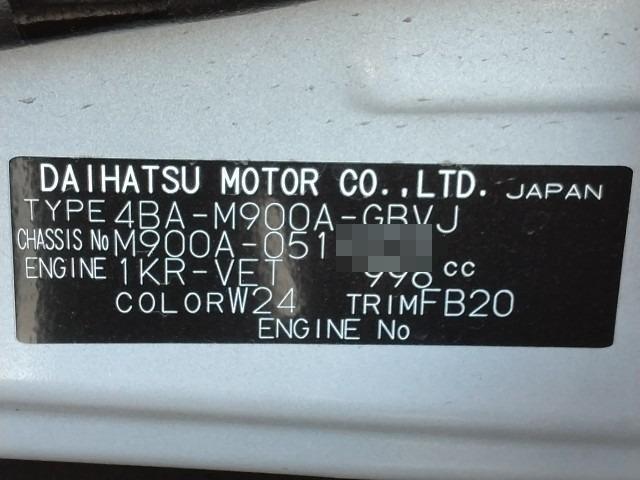 DAIHATSU MOTOR CO.,LTD. JAPAN
TYPE 4BA-M900A-GBVJ
CHASSIS No M900A-051
ENGINE 1KR-VET 996 cc
COLOR W24 TRIM FB20
ENGINE No